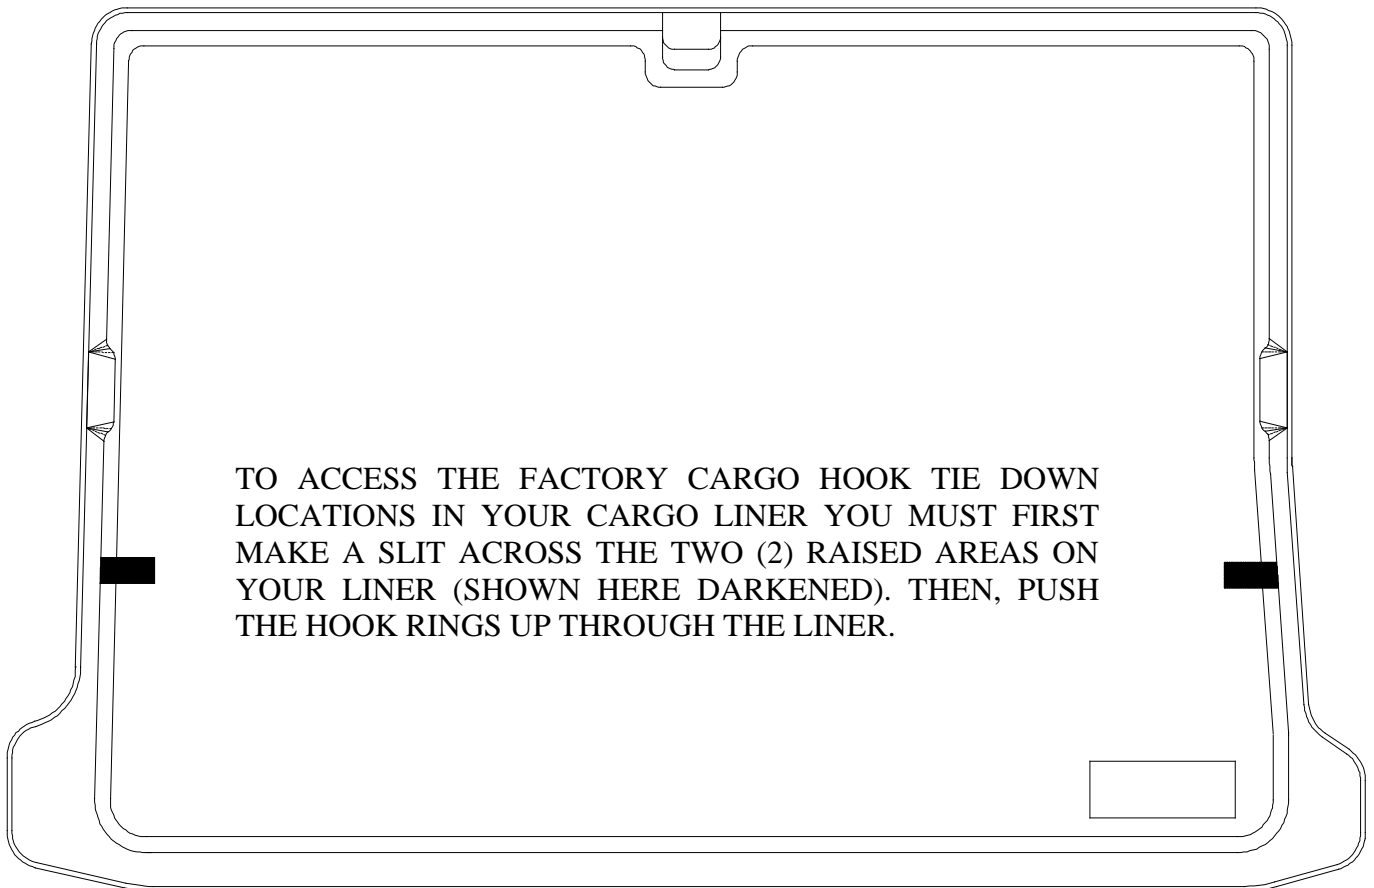 TO ACCESS THE FACTORY CARGO HOOK TIE DOWN
LOCATIONS IN YOUR CARGO LINER YOU MUST FIRST
MAKE A SLIT ACROSS THE TWO (2) RAISED AREAS ON
YOUR LINER (SHOWN HERE DARKENED). THEN, PUSH
THE HOOK RINGS UP THROUGH THE LINER.